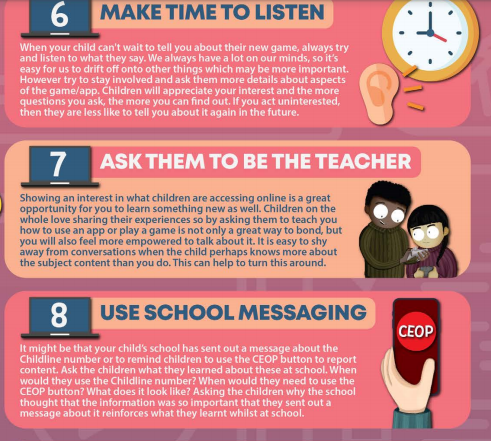 6 MAKE TIME TO LISTEN
When your child can't wait to tell you about their new game, always try
and listen to what they say. We always have a lot on our minds, so it's
easy for us to drift off onto other things which may be more important.
However try to stay involved and ask them more details about aspects
of the game/app. Children will appreciate your interest and the more
questions you ask, the more you can find out. If you act uninterested,
then they are less like to tell you about it again in the future.
7 ASK THEM TO BE THE TEACHER
Showing an interest in what children are accessing online is a great
opportunity for you to learn something new as well. Children on the
whole love sharing their experiences so by asking them to teach you
how to use an app or play a game is not only a great way to bond, but
you will also feel more empowered to talk about it. It is easy to shy
away from conversations when the child perhaps knows more about
the subject content than you do. This can help to turn this around.
8 USE SCHOOL MESSAGING
It might be that your child's school has sent out a message about the
Childline number or to remind children to use the CEOP button to report
content. Ask the children what they learned about these at school. When
would they use the Childline number? When would they need to use the
CEOP button? What does it look like? Asking the children why the school
thought that the information was so important that they sent out a
message about it reinforces what they learnt whilst at school.
CEOP